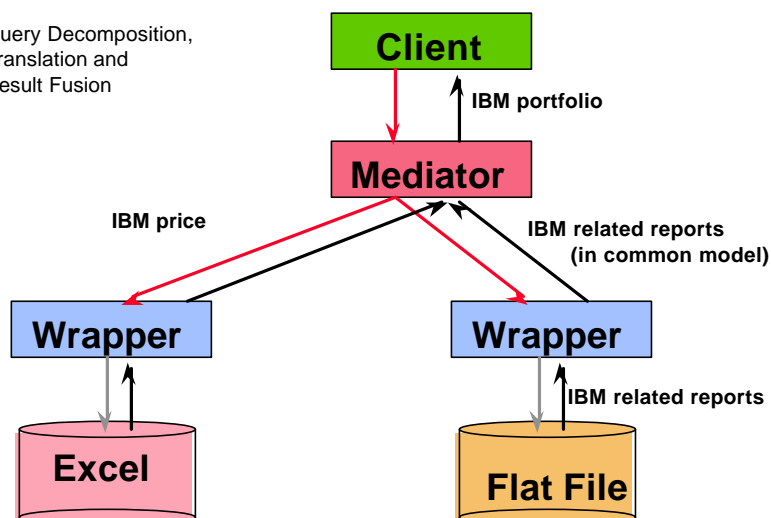 uery Decomposition,
ranslation and
esult Fusion
Client
IBM portfolio
Mediator
IBM price
IBM related reports
(in common model)
Wrapper
Wrapper
IBM related reports
Excel
Flat File